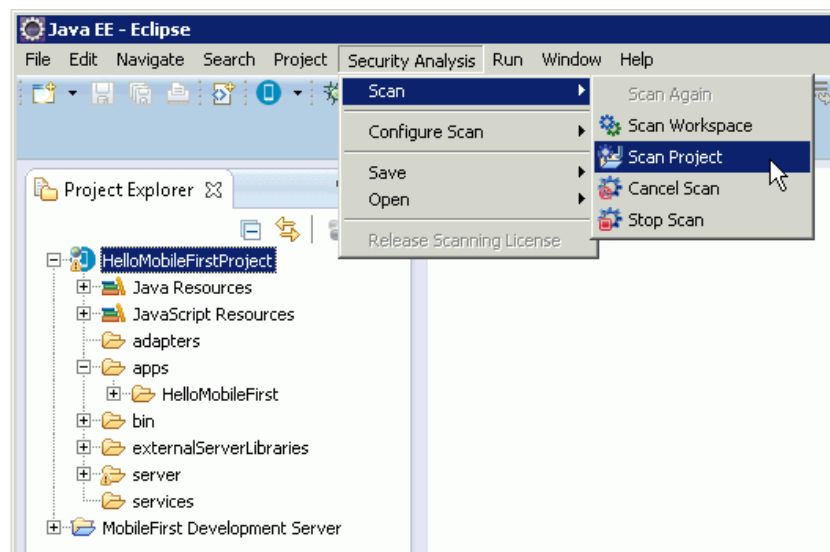 Java EE - Eclipse
File Edit Navigate Search Project Security Analysis Run Window Help
Scan
Configure Scan
Save
Open
Release Scanning License
Scan Again
Scan Workspace
Scan Project
Cancel Scan
Stop Scan
Project Explorer
HelloMobileFirstProject
Java Resources
JavaScript Resources
adapters
apps
HelloMobileFirst
bin
externalServerLibraries
server
services
MobileFirst Development Server